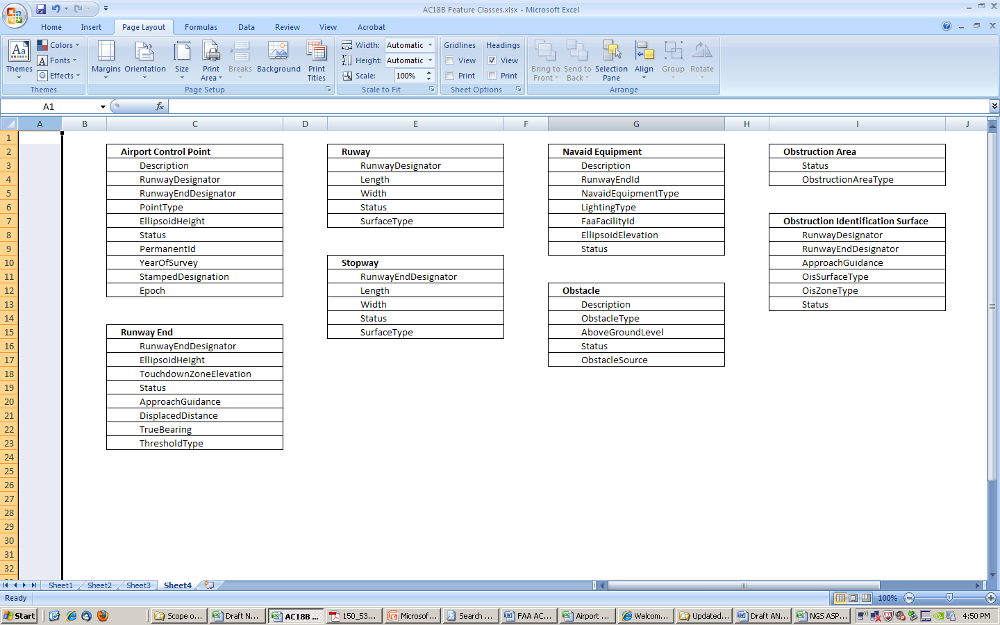 AC18B Feature Classes.xlsx - Microsoft Excel
Home Insert Page Layout Formulas Data Review View Acrobat
Themes Colors Fonts Effects
Themes
Margins Orientation Size Print Area Breaks Background Print Titles
Page Setup
Width: Automatic
Height: Automatic
Scale: 100%
Scale to Fit
Gridlines Headings
View View
Print Print
Sheet Options
Bring to Front Send to Back Selection Pane Align Group Rotate
Arrange
A1 fx
A B C D E F G H I J
1
2
3
4
5
6
7
8
9
10
11
12
13
14
15
16
17
18
19
20
21
22
23
24
25
26
27
28
29
30
31
32
Airport Control Point
Description
RunwayDesignator
RunwayEndDesignator
PointType
EllipsoidHeight
Status
PermanentId
YearOfSurvey
StampedDesignation
Epoch
Runway End
RunwayEndDesignator
EllipsoidHeight
TouchdownZoneElevation
Status
ApproachGuidance
DisplacedDistance
TrueBearing
ThresholdType
Ruway
RunwayDesignator
Length
Width
Status
SurfaceType
Stopway
RunwayEndDesignator
Length
Width
Status
SurfaceType
Navaid Equipment
Description
RunwayEndId
NavaidEquipmentType
LightingType
FaaFacilityId
EllipsoidElevation
Status
Obstacle
Description
ObstacleType
AboveGroundLevel
Status
ObstacleSource
Obstruction Area
Status
ObstructionAreaType
Obstruction Identification Surface
RunwayDesignator
RunwayEndDesignator
ApproachGuidance
OisSurfaceType
OisZoneType
Status
Sheet1 Sheet2 Sheet3 Sheet4
Ready 100%
Start Scope o... Draft N... AC18B ... 150_53... Microsof... Search ... FAA AC... Airport ... Welcom... Updated... Draft AN... NGS ASP... 4:50 PM